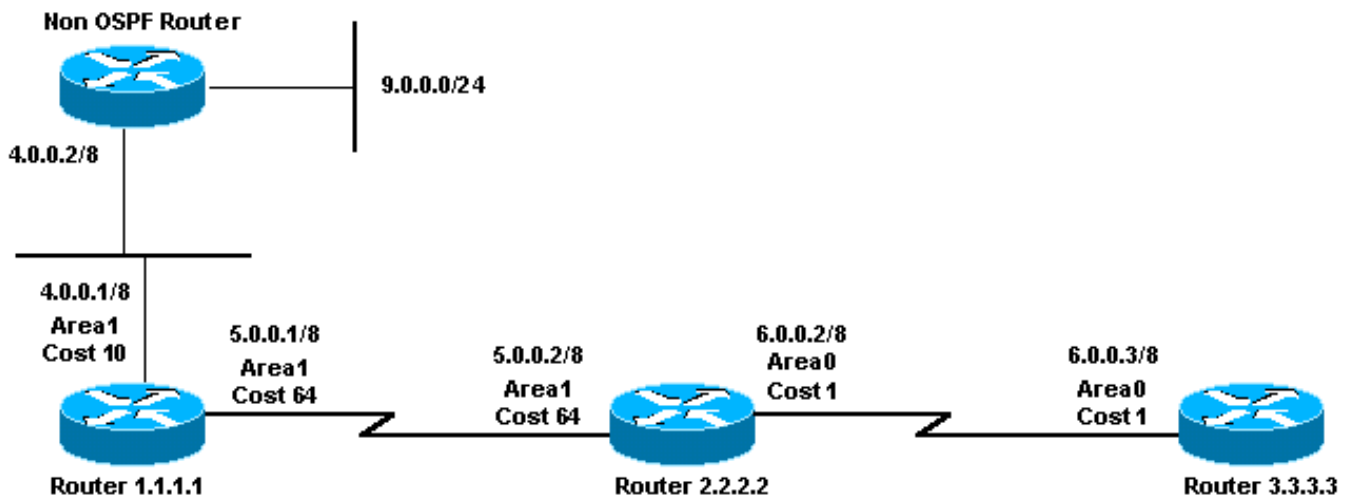 Non OSPF Router
9.0.0.0/24
4.0.0.2/8
4.0.0.1/8
Area1
Cost 10
5.0.0.1/8
Area1
Cost 64
5.0.0.2/8
Area1
Cost 64
6.0.0.2/8
Area0
Cost 1
6.0.0.3/8
Area0
Cost 1
Router 1.1.1.1
Router 2.2.2.2
Router 3.3.3.3